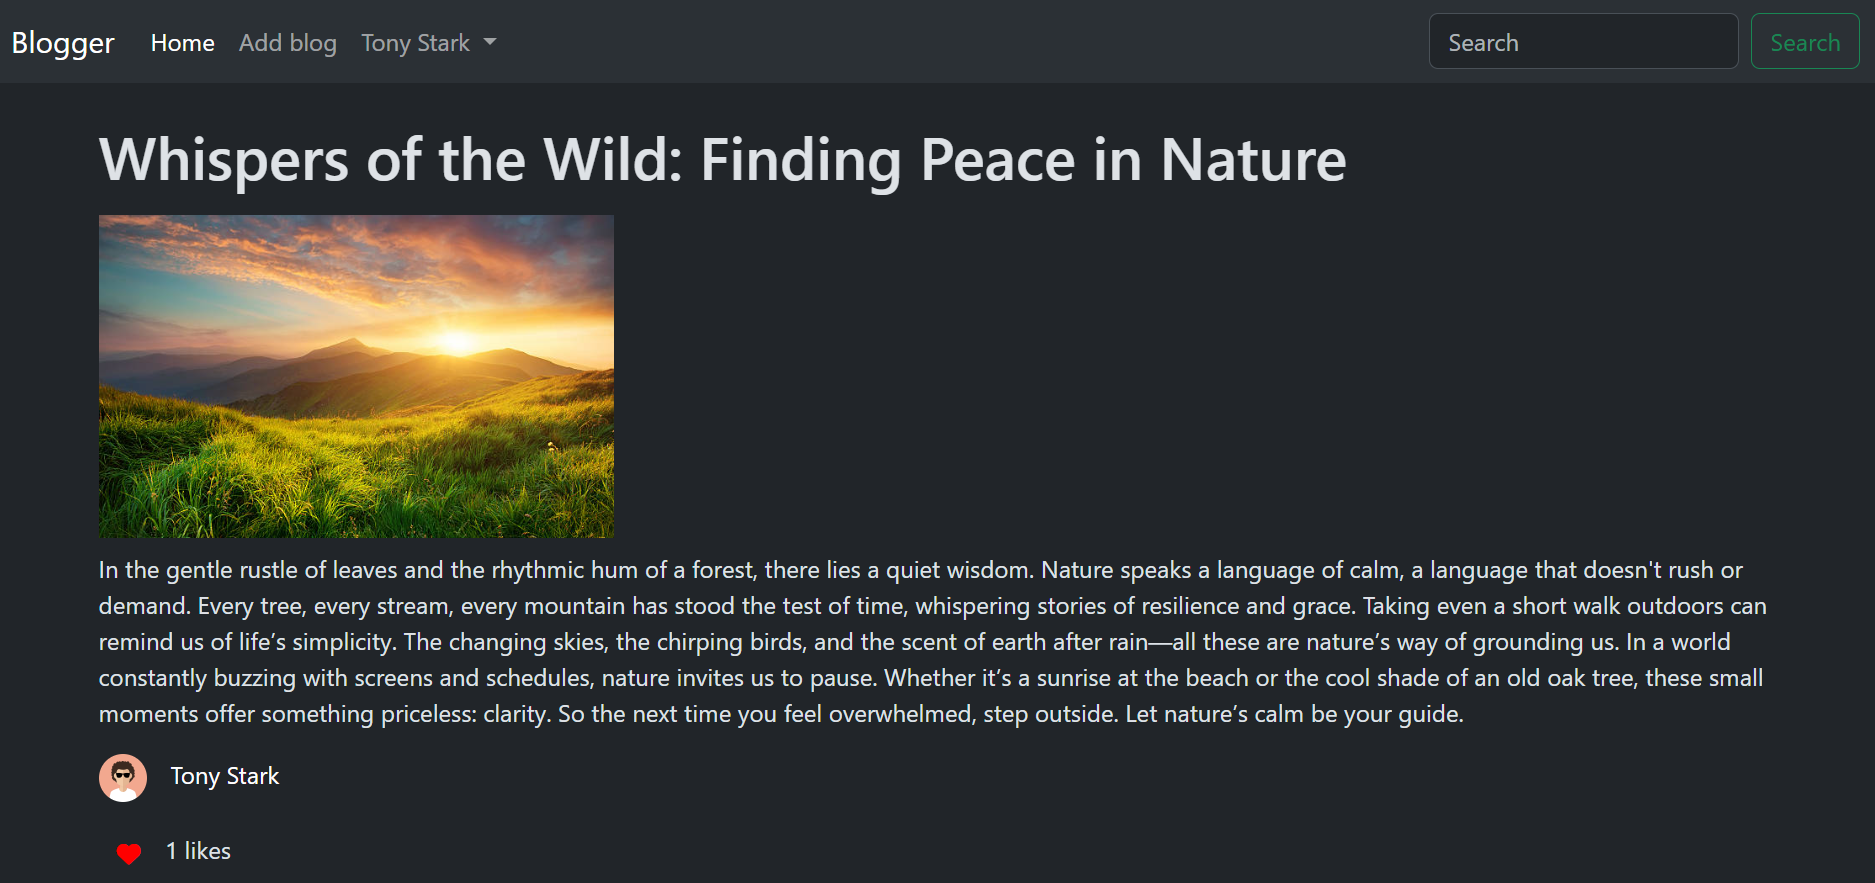 Blogger Home Add blog Tony Stark Search Search
Whispers of the Wild: Finding Peace in Nature
In the gentle rustle of leaves and the rhythmic hum of a forest, there lies a quiet wisdom. Nature speaks a language of calm, a language that doesn't rush or
demand. Every tree, every stream, every mountain has stood the test of time, whispering stories of resilience and grace. Taking even a short walk outdoors can
remind us of life’s simplicity. The changing skies, the chirping birds, and the scent of earth after rain—all these are nature’s way of grounding us. In a world
constantly buzzing with screens and schedules, nature invites us to pause. Whether it’s a sunrise at the beach or the cool shade of an old oak tree, these small
moments offer something priceless: clarity. So the next time you feel overwhelmed, step outside. Let nature’s calm be your guide.
Tony Stark
1 likes